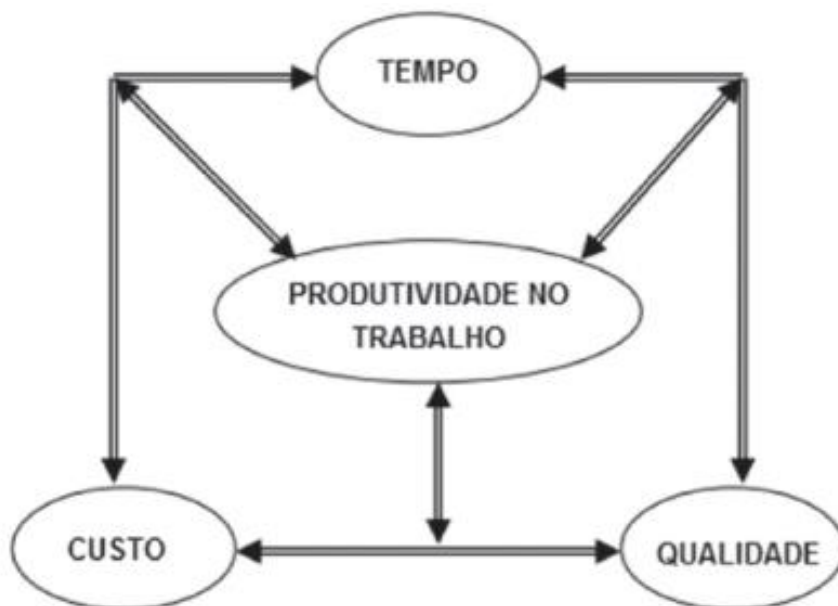 TEMPO
PRODUTIVIDADE NO
TRABALHO
CUSTO
QUALIDADE